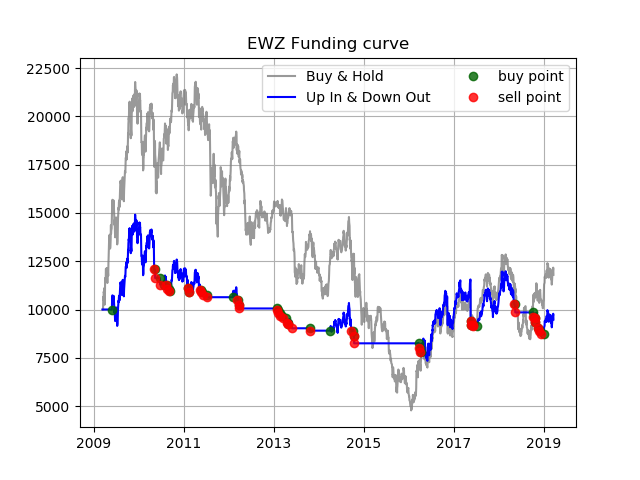 EWZ Funding curve
Buy & Hold
Up In & Down Out
buy point
sell point
22500
20000
17500
15000
12500
10000
7500
5000
2009 2011 2013 2015 2017 2019